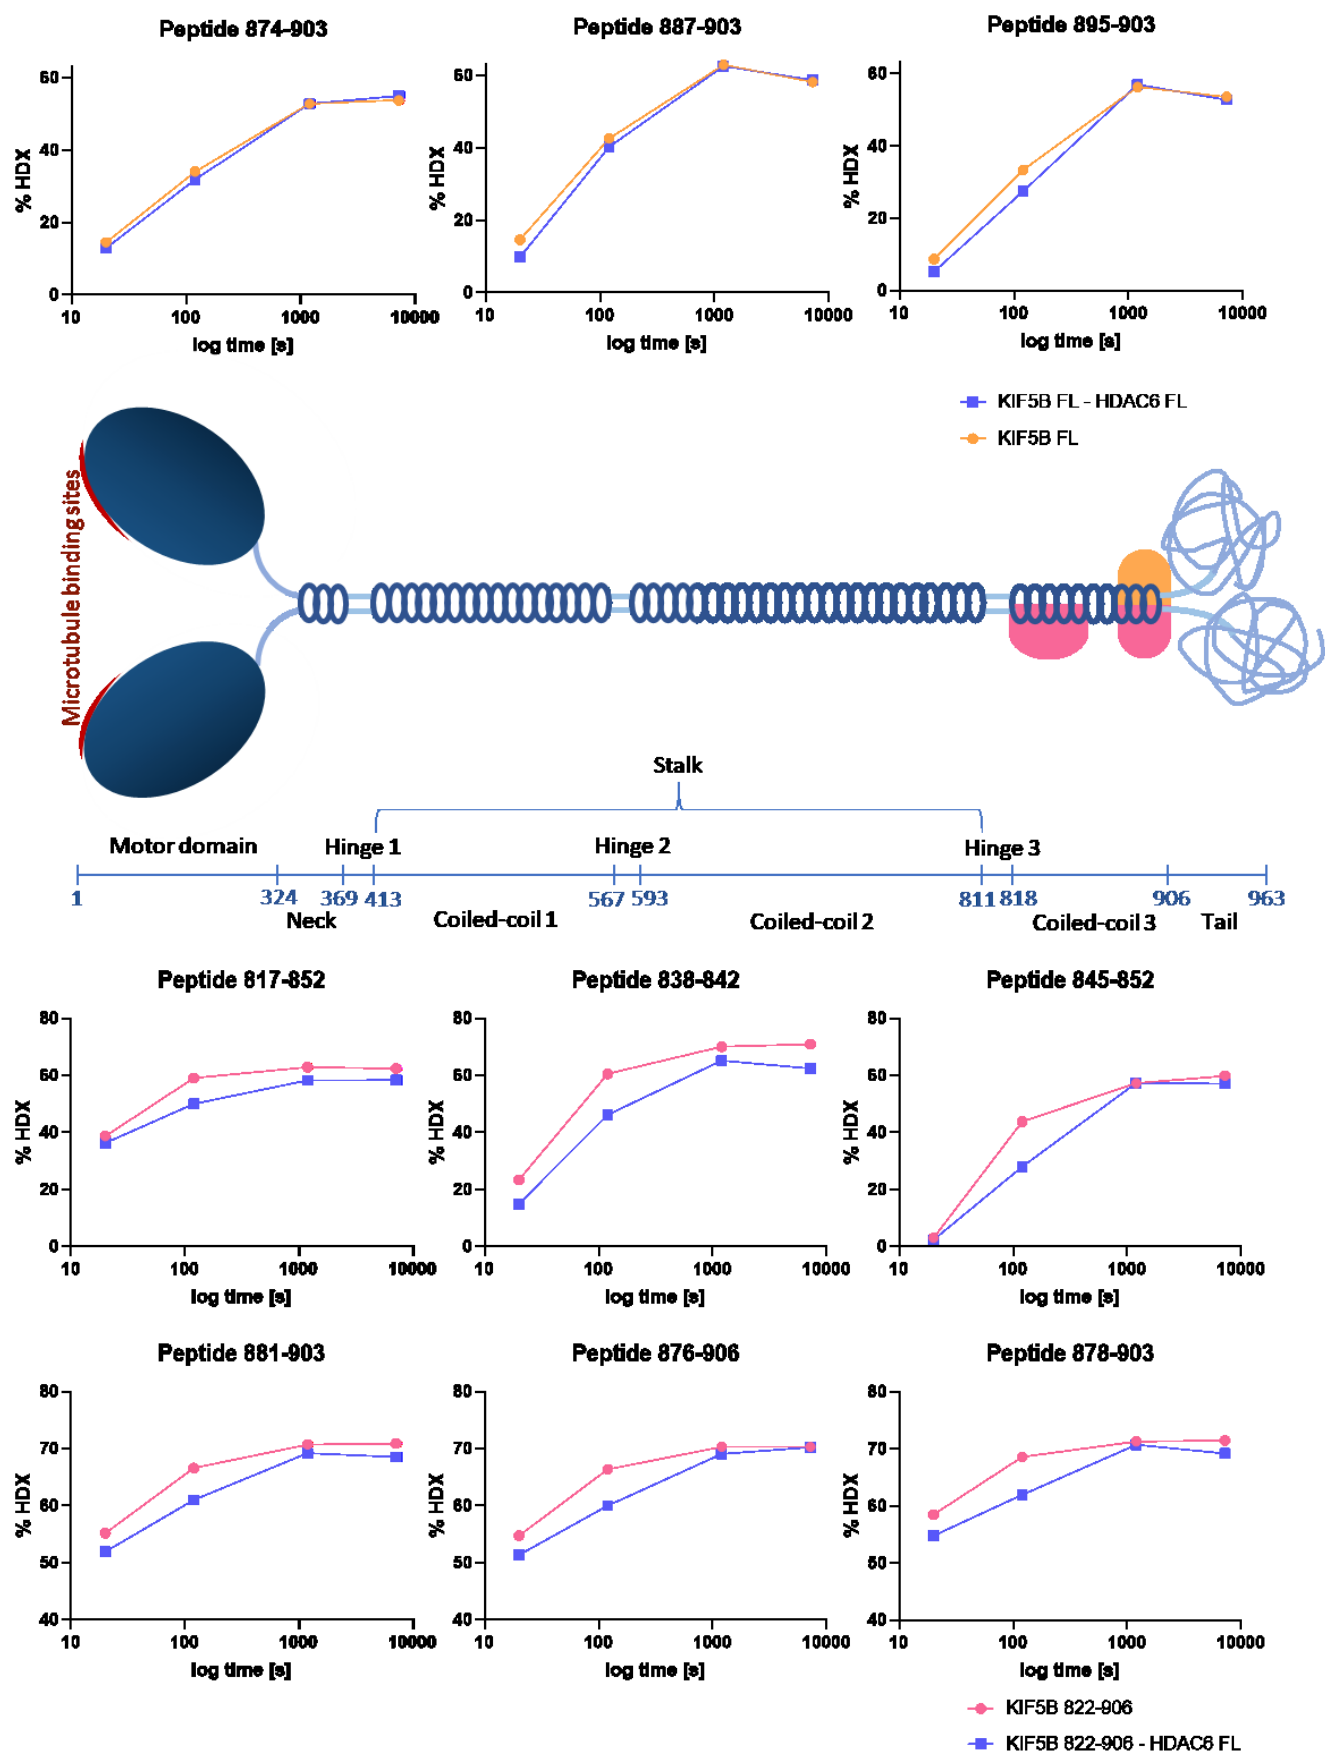 Peptide 874-903
Peptide 887-903
Peptide 895-903
60
40
20
0
% HDX
10
100
1000
10000
log time [s]
60
40
20
0
% HDX
10
100
1000
10000
log time [s]
60
40
20
0
% HDX
10
100
1000
10000
log time [s]
KIF5B FL - HDAC6 FL
KIF5B FL
Microtubule binding sites
Stalk
Motor domain
Hinge 1
Hinge 2
Hinge 3
1
324
369
413
567
593
811
818
906
963
Neck
Coiled-coil 1
Coiled-coil 2
Coiled-coil 3
Tail
Peptide 817-852
Peptide 838-842
Peptide 845-852
80
60
40
20
0
% HDX
10
100
1000
10000
log time [s]
80
60
40
20
0
% HDX
10
100
1000
10000
log time [s]
80
60
40
20
0
% HDX
10
100
1000
10000
log time [s]
Peptide 881-903
Peptide 876-906
Peptide 878-903
80
70
60
50
40
% HDX
10
100
1000
10000
log time [s]
80
70
60
50
40
% HDX
10
100
1000
10000
log time [s]
80
70
60
50
40
% HDX
10
100
1000
10000
log time [s]
KIF5B 822-906
KIF5B 822-906 - HDAC6 FL